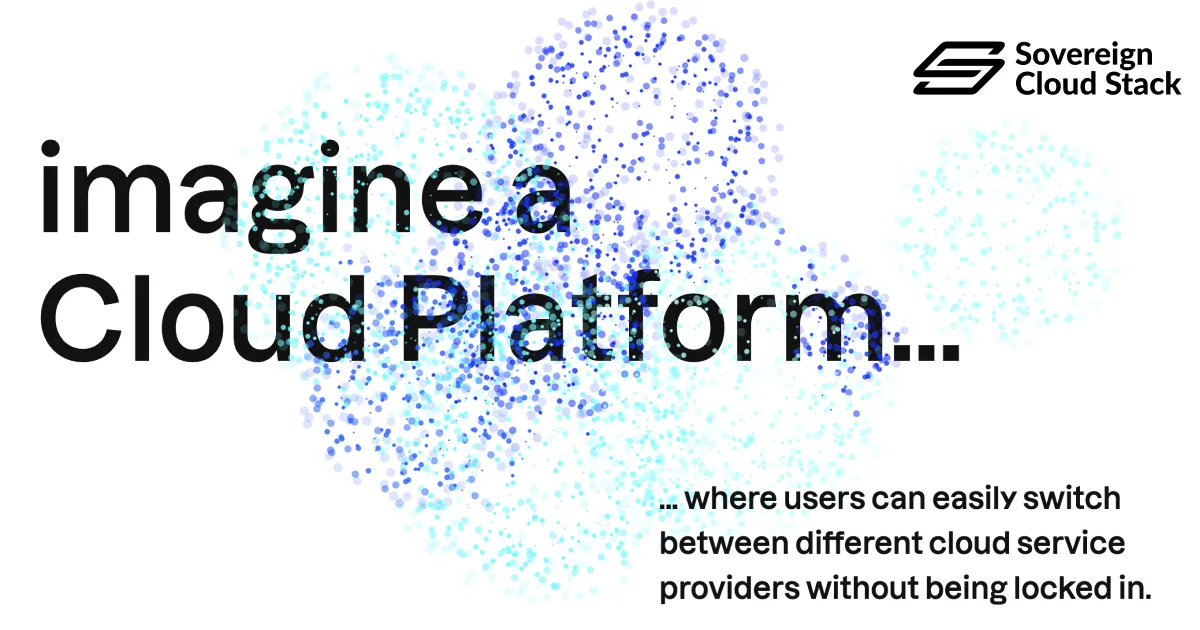 Sovereign
Cloud Stack
imagine a
Cloud Platform...
... where users can easily switch
between different cloud service
providers without being locked in.